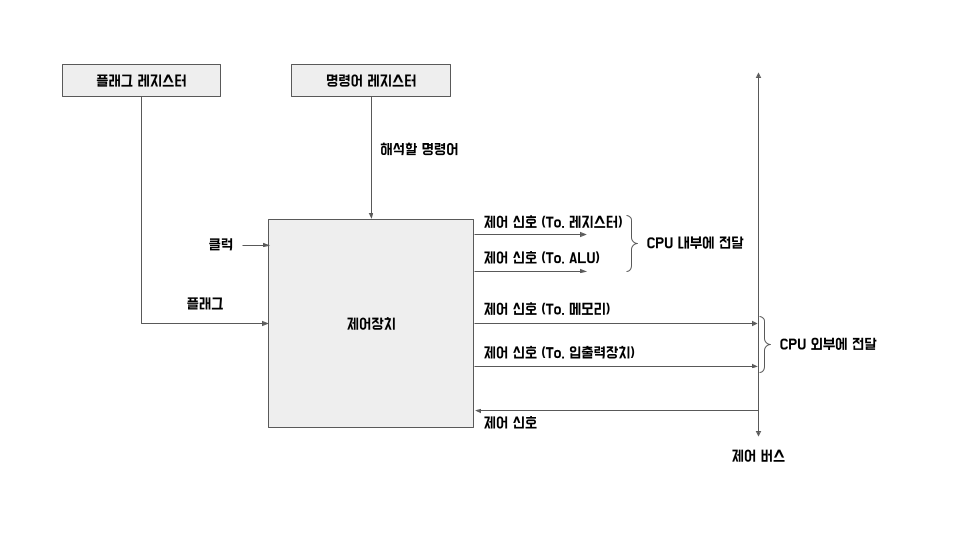 플래그 레지스터
명령어 레지스터
해석할 명령어
제어 신호 (To. 레지스터)
클럭
CPU 내부에 전달
제어 신호 (To. ALU)
플래그
제어 신호 (To. 메모리)
제어장치
CPU 외부에 전달
제어 신호 (To. 입출력장치)
제어 신호
제어 버스